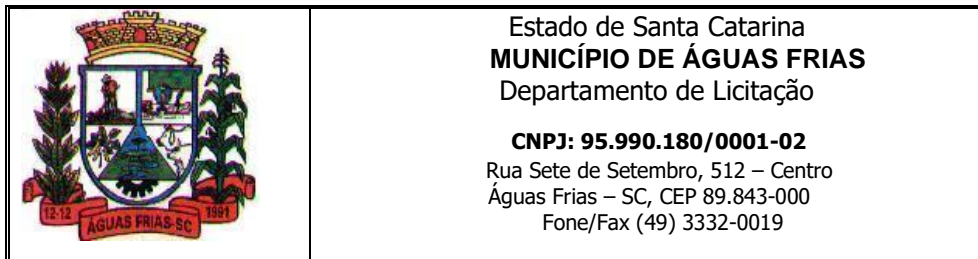 12-12
ÁGUAS FRIAS-SC
1991
Estado de Santa Catarina
MUNICÍPIO DE ÁGUAS FRIAS
Departamento de Licitação
CNPJ: 95.990.180/0001-02
Rua Sete de Setembro, 512 – Centro
Águas Frias – SC, CEP 89.843-000
Fone/Fax (49) 3332-0019